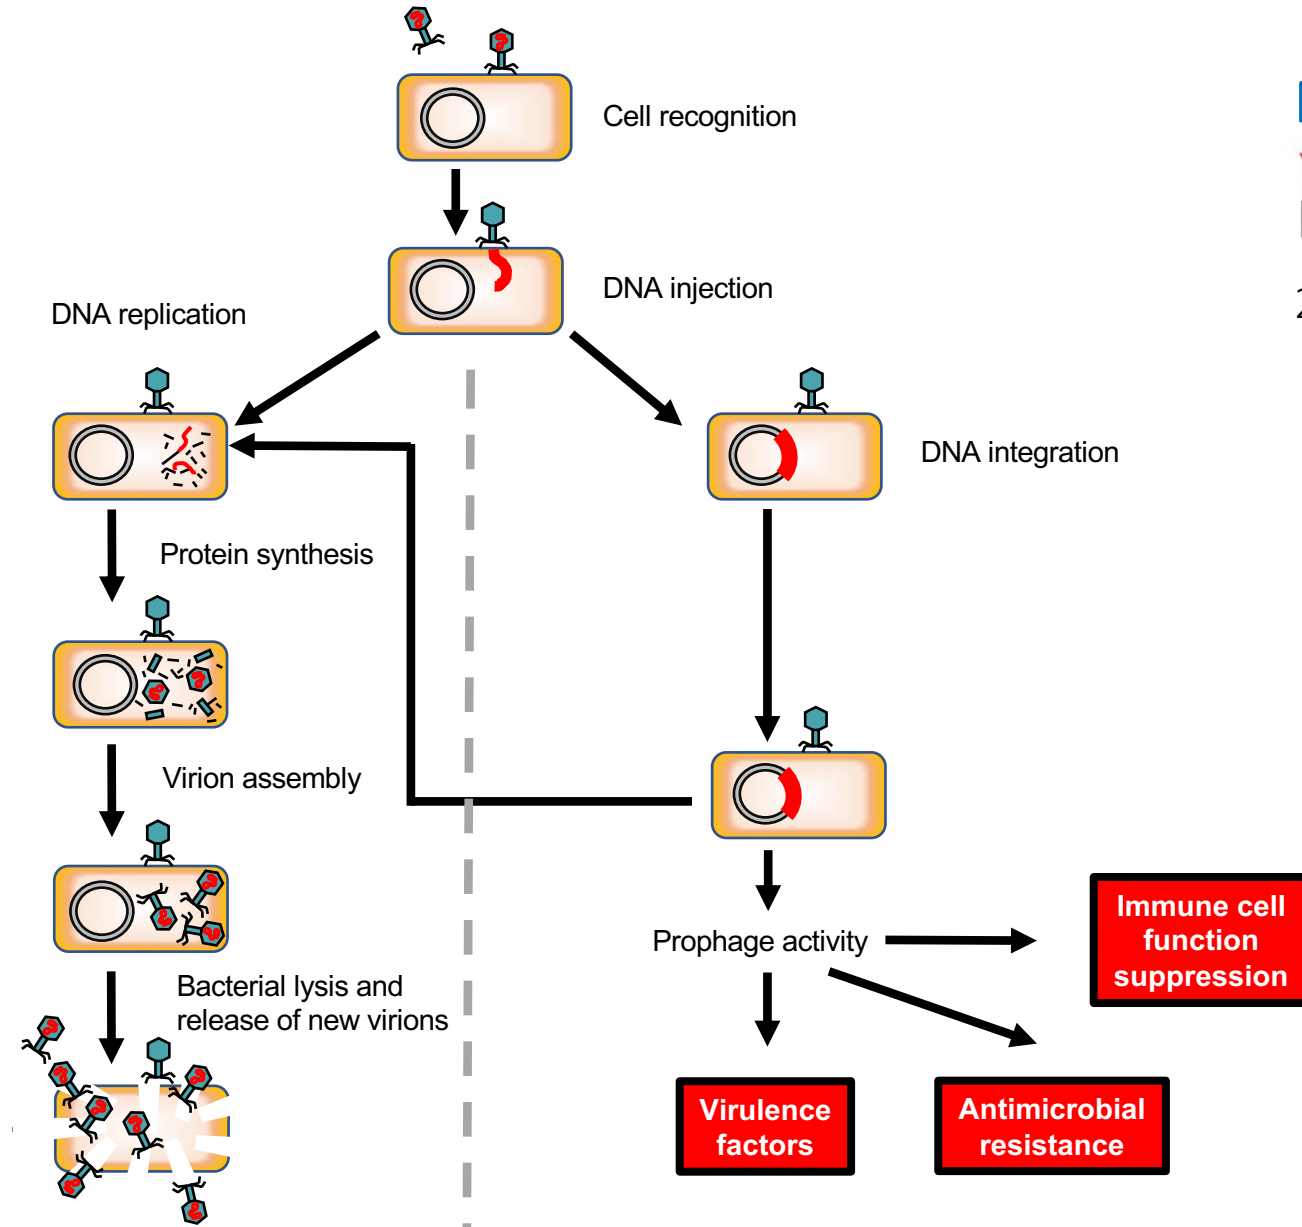 Cell recognition
DNA injection
DNA replication
DNA integration
Protein synthesis
Virion assembly
Bacterial lysis and
release of new virions
Prophage activity
Immune cell
function
suppression
Virulence
factors
Antimicrobial
resistance